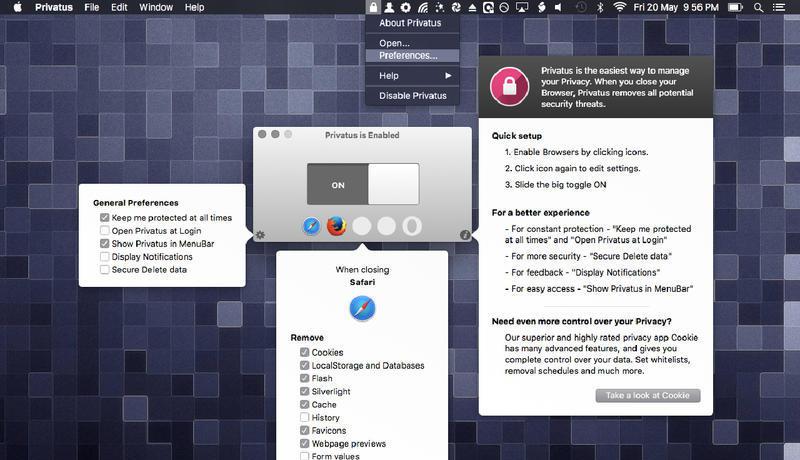 Privatus File Edit Window Help
Fri 20 May 9:56 PM
About Privatus
Open...
Preferences...
Help
Disable Privatus
Privatus is the easiest way to manage
your Privacy. When you close your
Browser, Privatus removes all potential
security threats.
Privatus is Enabled
ON
General Preferences
Keep me protected at all times
Open Privatus at Login
Show Privatus in MenuBar
Display Notifications
Secure Delete data
When closing
Safari
Remove
Cookies
LocalStorage and Databases
Flash
Silverlight
Cache
History
Favicons
Webpage previews
Form values
Quick setup
1. Enable Browsers by clicking icons.
2. Click icon again to edit settings.
3. Slide the big toggle ON
For a better experience
- For constant protection - "Keep me protected
at all times" and "Open Privatus at Login"
- For more security - "Secure Delete data"
- For feedback - "Display Notifications"
- For easy access - "Show Privatus in MenuBar"
Need even more control over your Privacy?
Our superior and highly rated privacy app Cookie
has many advanced features, and gives you
complete control over your data. Set whitelists,
removal schedules and much more.
Take a look at Cookie